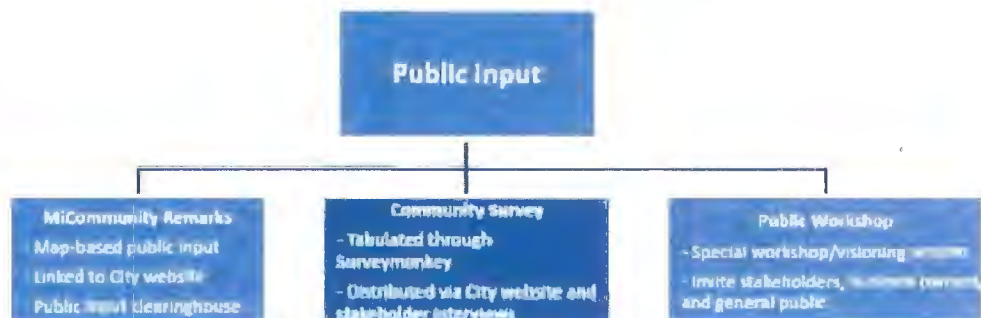 Public Input
MiCommunity Remarks
Map-based public input
Linked to City website
Public input clearinghouse
Community Survey
- Tabulated through
Surveymonkey
- Distributed via City website and
stakeholder interviews
Public Workshop
- Special workshop/visioning
- Invite stakeholders,
and general public